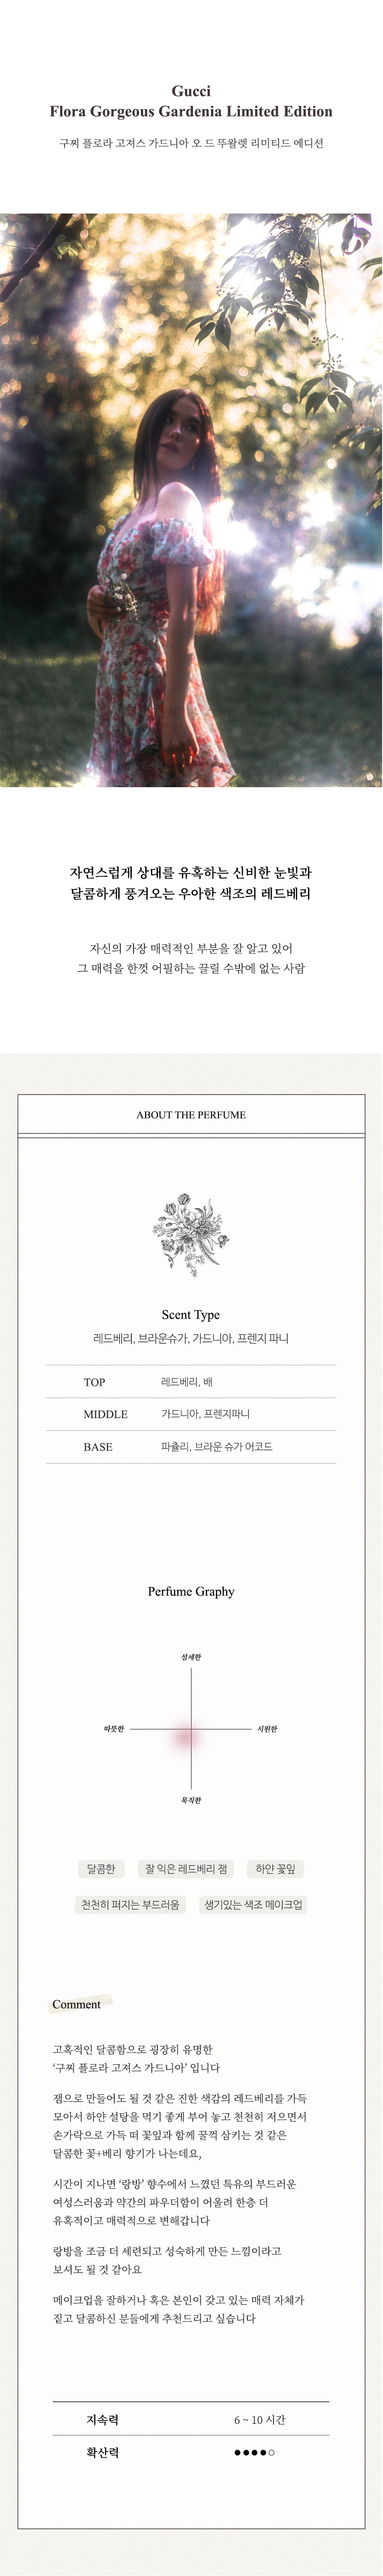 Gucci
Flora Gorgeous Gardenia Limited Edition
구찌 플로라 고져스 가드니아 오 드 뚜왈렛 리미티드 에디션
자연스럽게 상대를 유혹하는 신비한 눈빛과
달콤하게 풍겨오는 우아한 색조의 레드베리
자신의 가장 매력적인 부분을 잘 알고 있어
그 매력을 한껏 어필하는 끌릴 수밖에 없는 사람
ABOUT THE PERFUME
Scent Type
레드베리, 브라운슈가, 가드니아, 프렌지 파니
TOP 레드베리, 배
MIDDLE 가드니아, 프렌지파니
BASE 파출리, 브라운 슈가 어코드
Perfume Graphy
섬세한
따뜻한 시원한
묵직한
달콤한 잘 익은 레드베리 잼 하얀 꽃잎
천천히 퍼지는 부드러움 생기있는 색조 메이크업
Comment
고혹적인 달콤함으로 굉장히 유명한
‘구찌 플로라 고져스 가드니아’ 입니다
잼으로 만들어도 될 것 같은 진한 색감의 레드베리를 가득
모아서 하얀 설탕을 먹기 좋게 부어 놓고 천천히 저으면서
손가락으로 가득 떠 꽃잎과 함께 꿀꺽 삼키는 것 같은
달콤한 꽃+베리 향기가 나는데요,
시간이 지나면 ‘랑방’ 향수에서 느꼈던 특유의 부드러운
여성스러움과 약간의 파우더함이 어울려 한층 더
유혹적이고 매력적으로 변해갑니다
랑방을 조금 더 세련되고 성숙하게 만든 느낌이라고
보셔도 될 것 같아요
메이크업을 잘하거나 혹은 본인이 갖고 있는 매력 자체가
짙고 달콤하신 분들에게 추천드리고 싶습니다
지속력 6 ~ 10 시간
확산력 ●●●●○